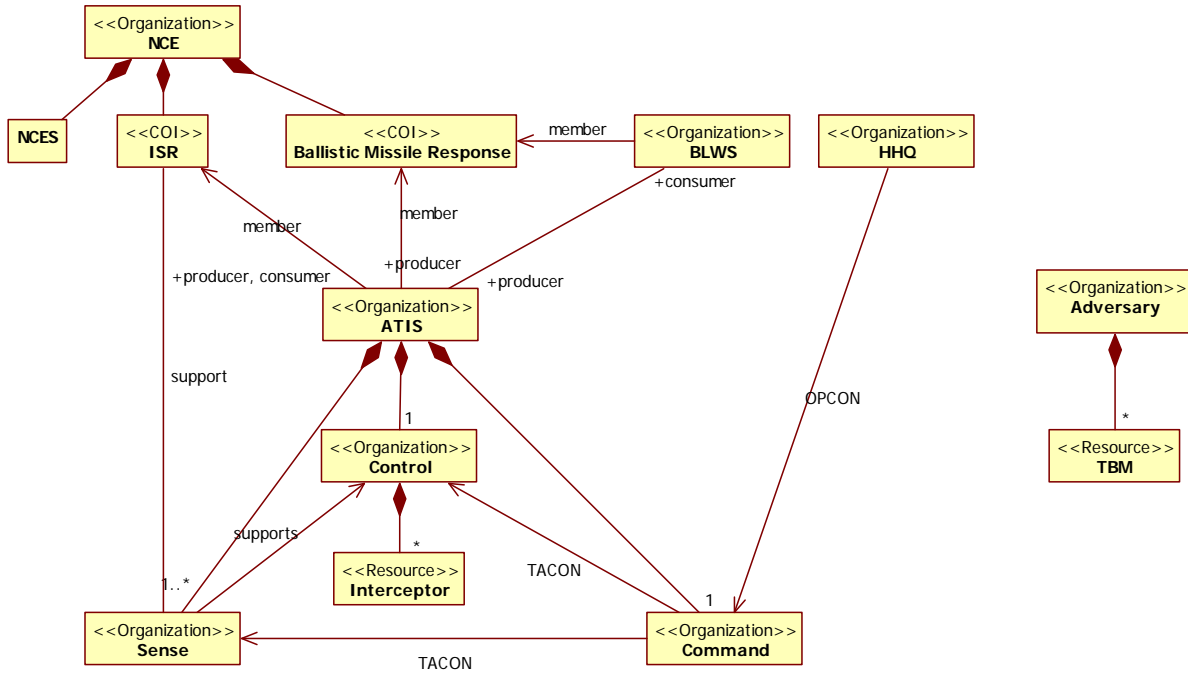 <<Organization>>
NCE
NCES
<<COI>>
ISR
<<COI>>
Ballistic Missile Response
member
<<Organization>>
BLWS
<<Organization>>
HHQ
+consumer
member
member
+producer, consumer
+producer
+producer
<<Organization>>
ATIS
<<Organization>>
Adversary
support
OPCON
1
*
<<Organization>>
Control
<<Resource>>
TBM
supports
*
TACON
<<Resource>>
Interceptor
1..*
1
<<Organization>>
Sense
<<Organization>>
Command
TACON